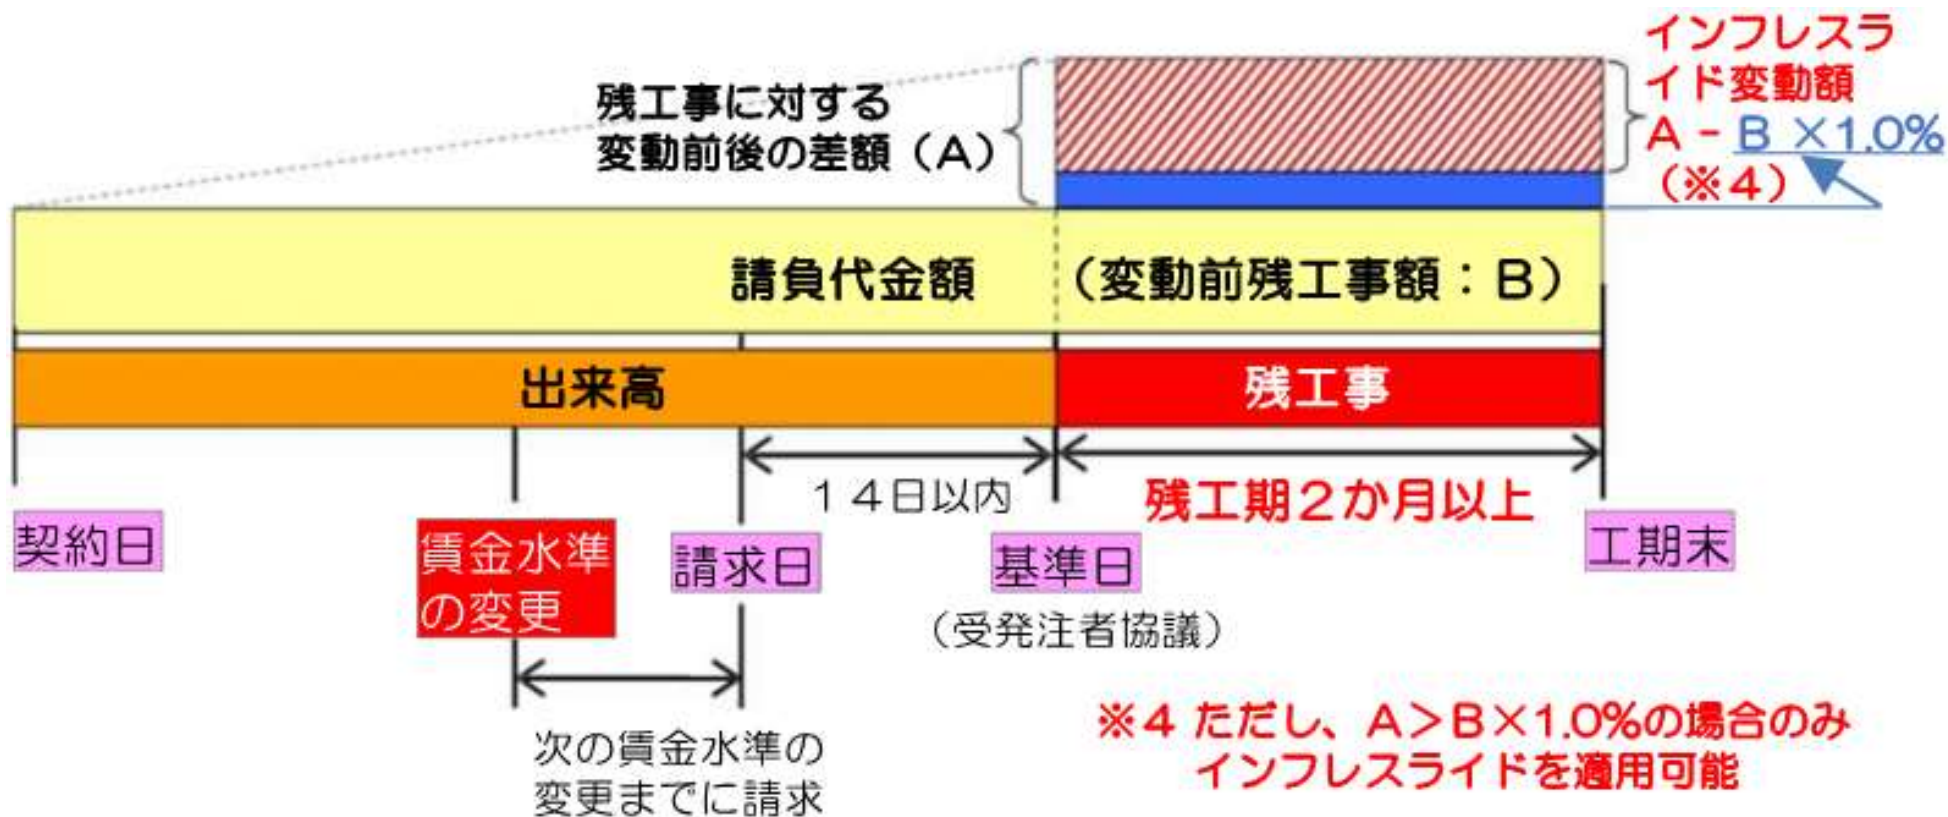 インフレスラ
イド変動額
A - B ×1.0%
(※4)
残工事に対する
変動前後の差額(A)
請負代金額 (変動前残工事額:B)
出来高
残工事
14日以内
残工期2か月以上
契約日
賃金水準
の変更
請求日
基準日
(受発注者協議)
工期末
次の賃金水準の
変更までに請求
※4 ただし、A>B×1.0%の場合のみ
インフレスライドを適用可能